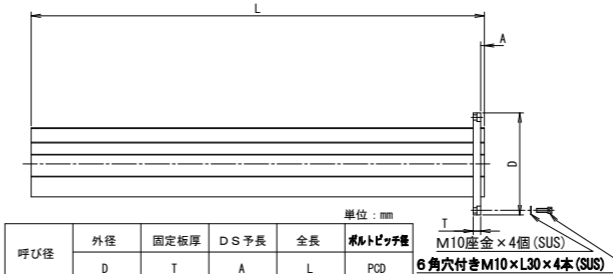 L
A
D
T
単位：mm
M10座金×4個(SUS)
6角穴付きM10×L30×4本(SUS)
呼び径 外径 固定板厚 DS予長 全長 ボルトピッチ径
D T A L PCD